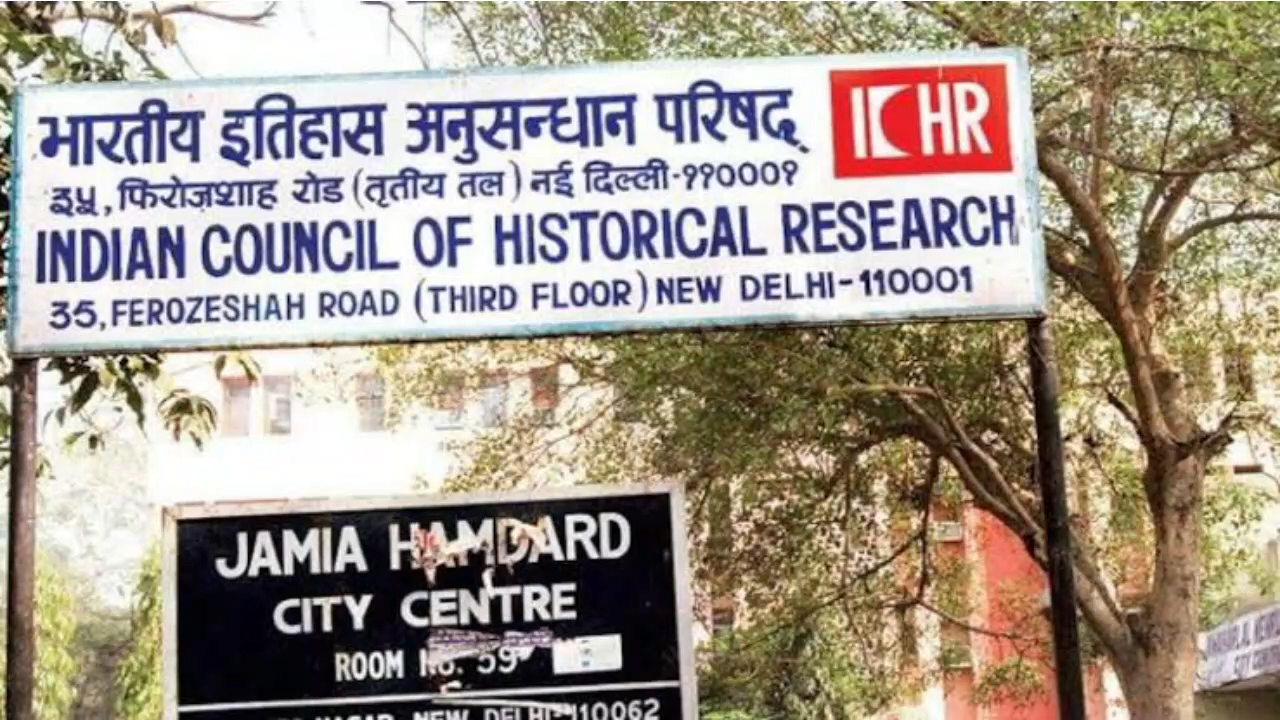 भारतीय इतिहास अनुसन्धान परिषद्
ICHR
३५, फिरोज़शाह रोड (तृतीय तल) नई दिल्ली-११०००१
INDIAN COUNCIL OF HISTORICAL RESEARCH
35, FEROZESHAH ROAD (THIRD FLOOR) NEW DELHI-110001
JAMIA HAMDARD
CITY CENTRE
ROOM No. 59
NEW DELHI-110062
CITY